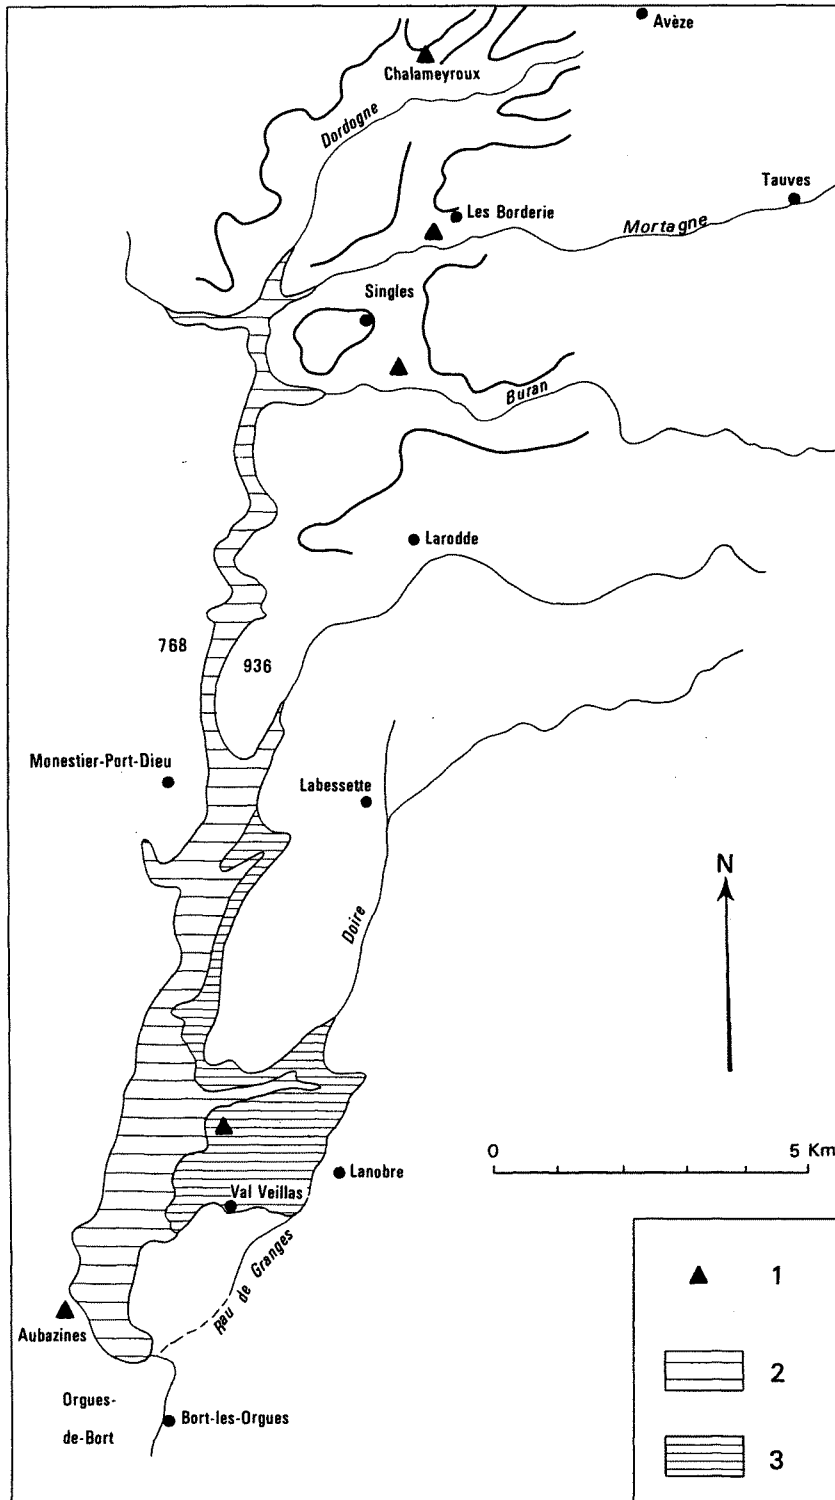 Avèze
Chalameyroux
Dordogne
Tauves
Les Borderie
Mortagne
Singles
Buran
Larodde
768
936
Monestier-Port-Dieu
Labessette
N
Doire
0 5 Km
Lanobre
Val Veillas
Rau de Granges
1
Aubazines
2
Orgues-
de-Bort
Bort-les-Orgues
3